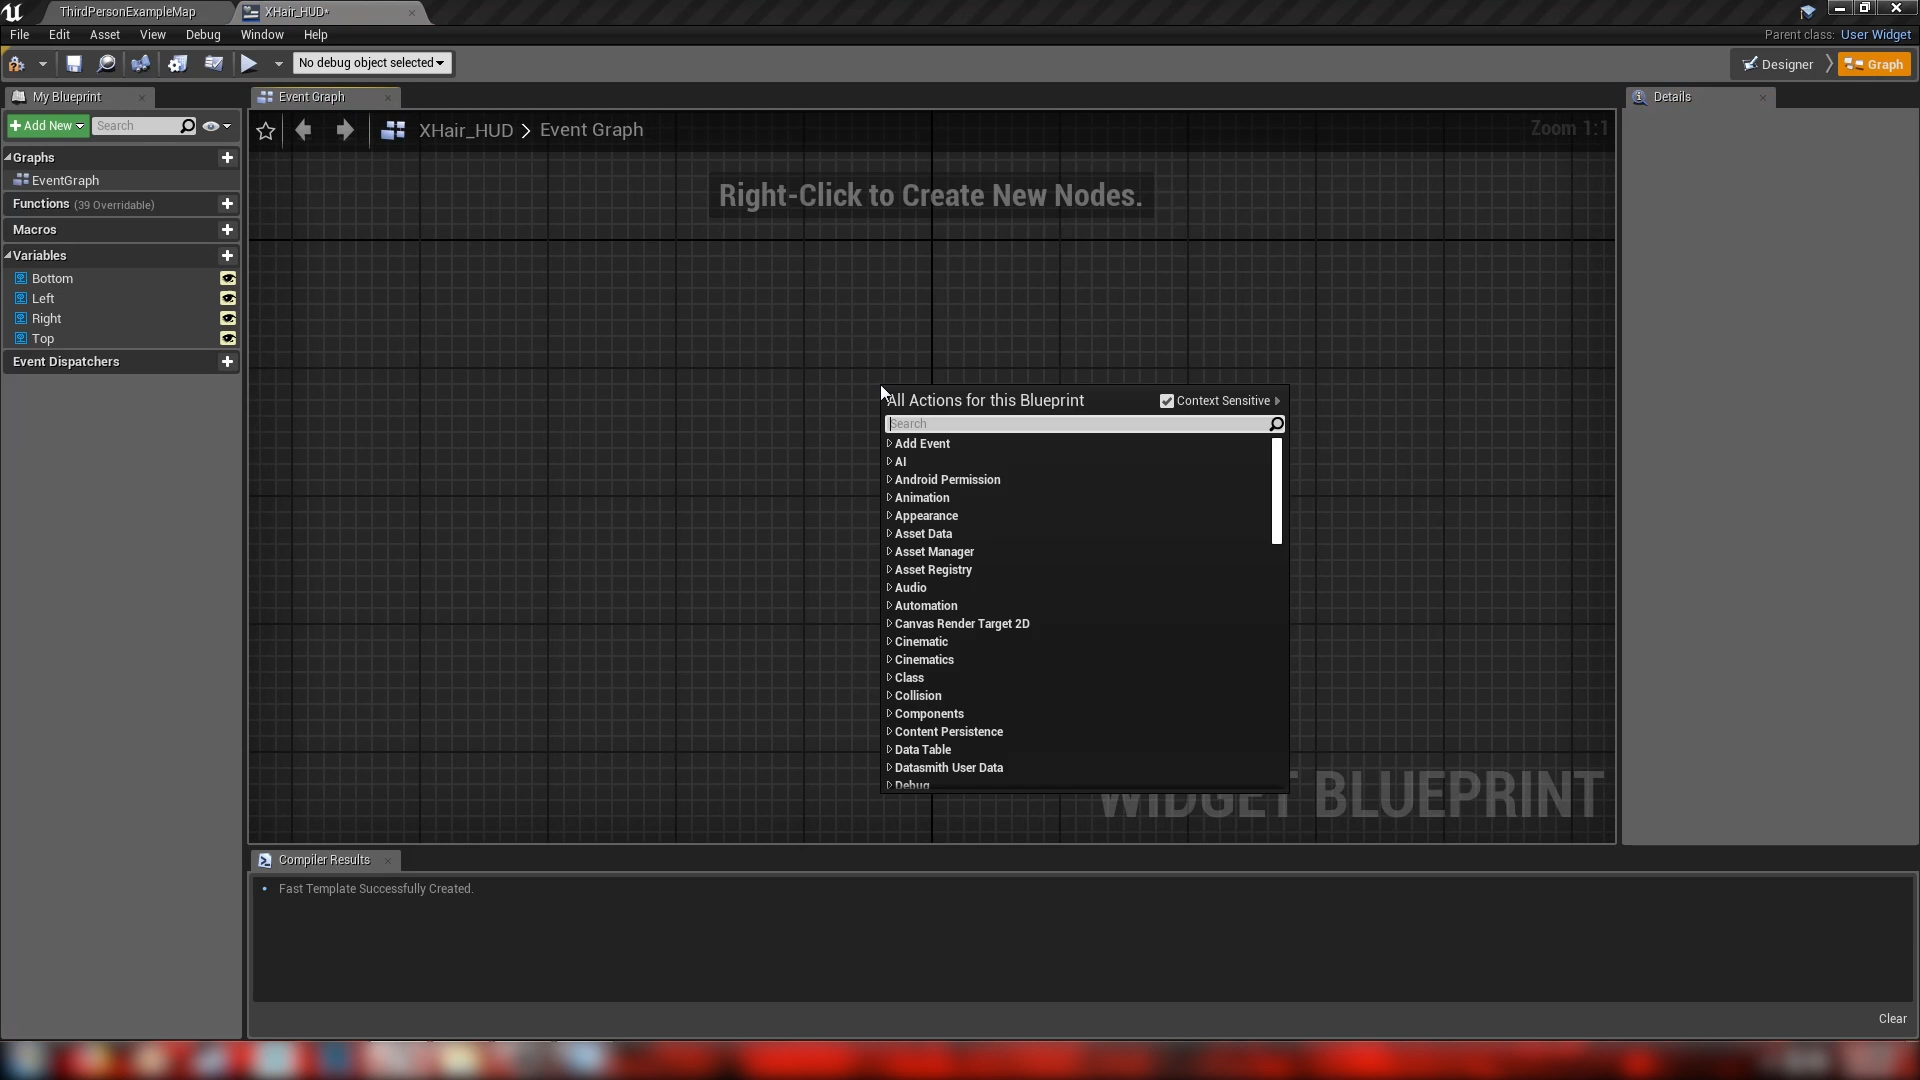 ThirdPersonExampleMap
XHair_HUD*
File Edit Asset View Debug Window Help
Parent class: User Widget
No debug object selected
Designer
Graph
My Blueprint
Event Graph
Details
Add New
Search
XHair_HUD > Event Graph
Zoom 1:1
Graphs
EventGraph
Functions (39 Overridable)
Macros
Variables
Bottom
Left
Right
Top
Event Dispatchers
Right-Click to Create New Nodes.
All Actions for this Blueprint
Context Sensitive
Search
Add Event
AI
Android Permission
Animation
Appearance
Asset Data
Asset Manager
Asset Registry
Audio
Automation
Canvas Render Target 2D
Cinematic
Cinematics
Class
Collision
Components
Content Persistence
Data Table
Datasmith User Data
Debug
WIDGET BLUEPRINT
Compiler Results
• Fast Template Successfully Created.
Clear